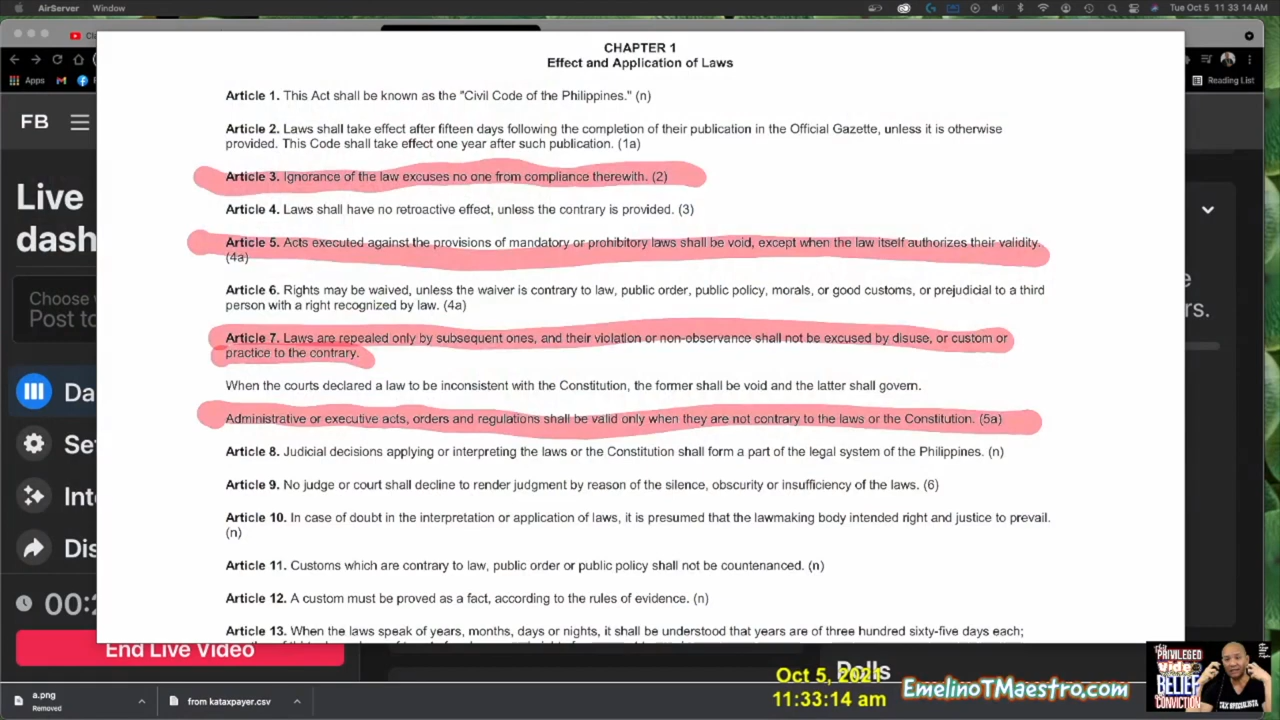 AirServer Window Tue Oct 5 11:33:14 AM
Apps
Reading List
FB
CHAPTER 1
Effect and Application of Laws
Article 1. This Act shall be known as the "Civil Code of the Philippines." (n)
Article 2. Laws shall take effect after fifteen days following the completion of their publication in the Official Gazette, unless it is otherwise
provided. This Code shall take effect one year after such publication. (1a)
Article 3. Ignorance of the law excuses no one from compliance therewith. (2)
Article 4. Laws shall have no retroactive effect, unless the contrary is provided. (3)
Article 5. Acts executed against the provisions of mandatory or prohibitory laws shall be void, except when the law itself authorizes their validity.
(4a)
Article 6. Rights may be waived, unless the waiver is contrary to law, public order, public policy, morals, or good customs, or prejudicial to a third
person with a right recognized by law. (4a)
Article 7. Laws are repealed only by subsequent ones, and their violation or non-observance shall not be excused by disuse, or custom or
practice to the contrary.
When the courts declared a law to be inconsistent with the Constitution, the former shall be void and the latter shall govern.
Administrative or executive acts, orders and regulations shall be valid only when they are not contrary to the laws or the Constitution. (5a)
Article 8. Judicial decisions applying or interpreting the laws or the Constitution shall form a part of the legal system of the Philippines. (n)
Article 9. No judge or court shall decline to render judgment by reason of the silence, obscurity or insufficiency of the laws. (6)
Article 10. In case of doubt in the interpretation or application of laws, it is presumed that the lawmaking body intended right and justice to prevail.
(n)
Article 11. Customs which are contrary to law, public order or public policy shall not be countenanced. (n)
Article 12. A custom must be proved as a fact, according to the rules of evidence. (n)
Article 13. When the laws speak of years, months, days or nights, it shall be understood that years are of three hundred sixty-five days each;
Live
dash
Choose
Post to
Da
Set
Int
Dis
00:2
End Live Video
Polls
a.png
Removed
from kataxpayer.csv
Oct 5, 2021
11:33:14 am
EmelinoTMaestro.com
PRIVILEGED
Video
BELIEF
CONVICTION
TAX SPECIALIST